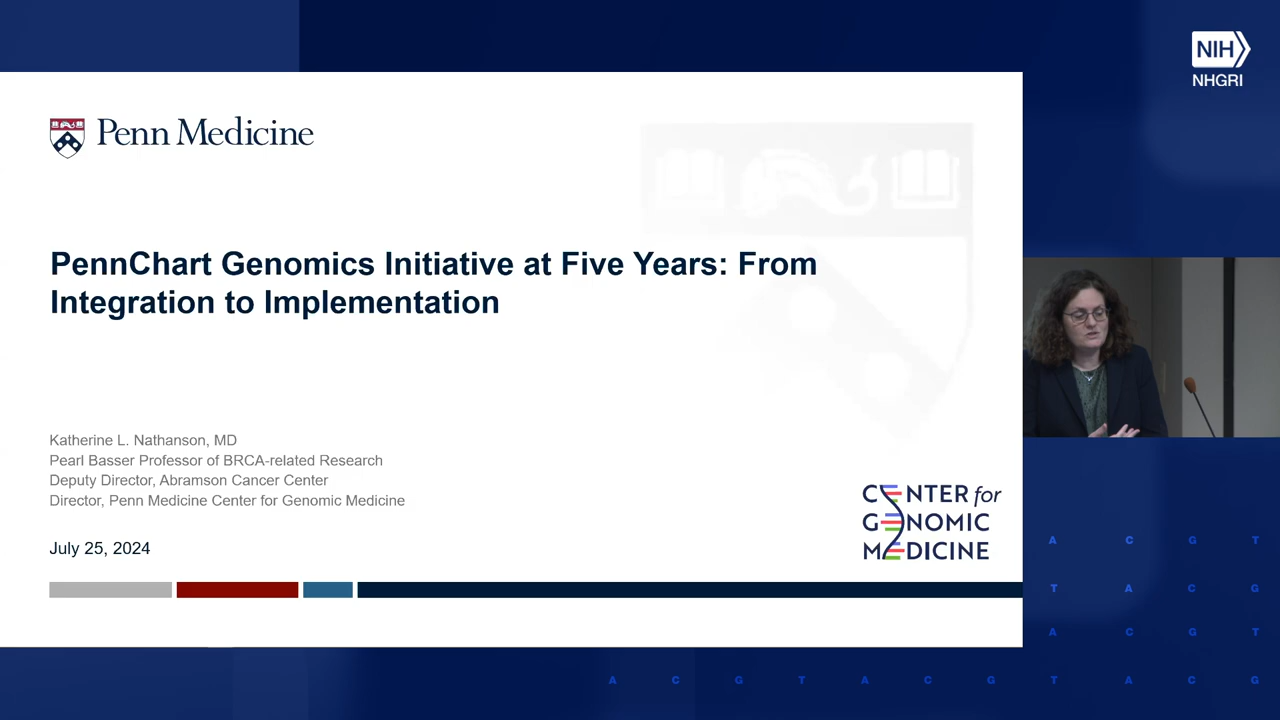 NIH
NHGRI
Penn Medicine
PennChart Genomics Initiative at Five Years: From
Integration to Implementation
Katherine L. Nathanson, MD
Pearl Basser Professor of BRCA-related Research
Deputy Director, Abramson Cancer Center
Director, Penn Medicine Center for Genomic Medicine
July 25, 2024
CENTER for
GENOMIC
MEDICINE
A C G T
T A C G
A C G T
A C G T A C G T A C G